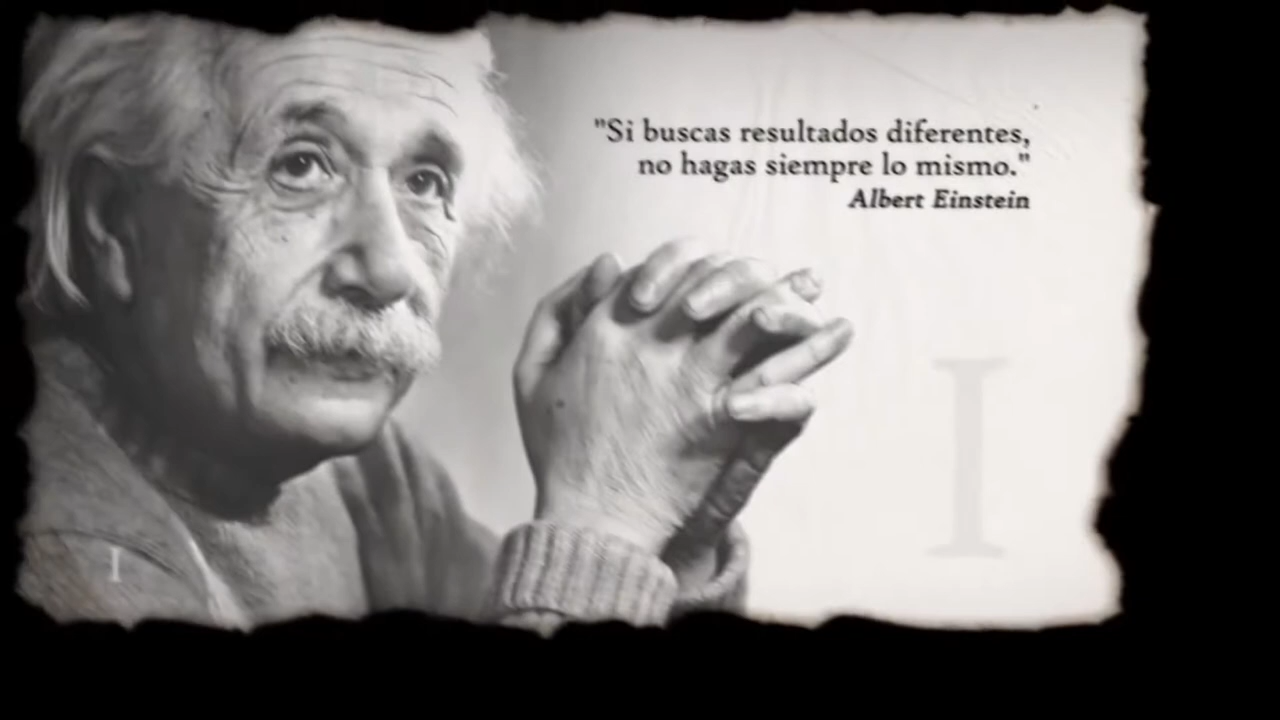 "Si buscas resultados diferentes,
no hagas siempre lo mismo."
Albert Einstein
I
I